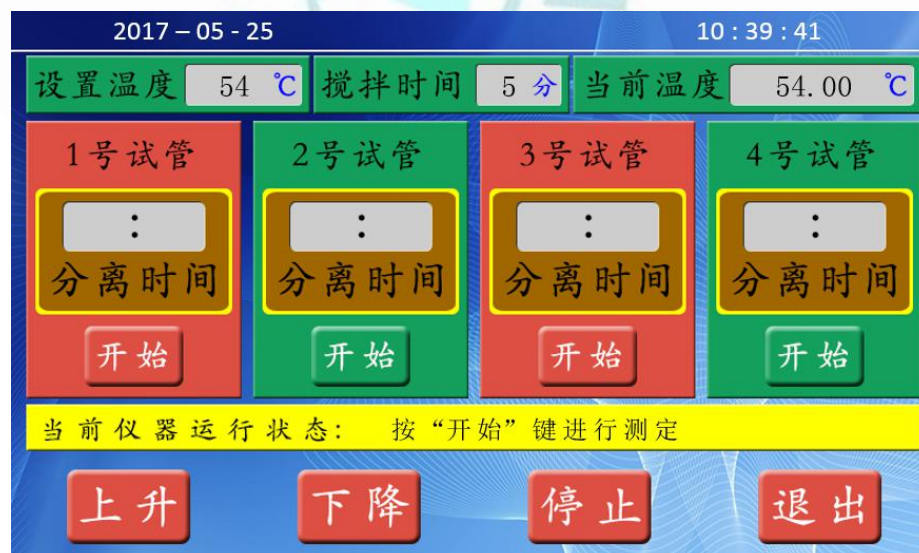 2017 – 05 - 25 10 : 39 : 41
设置温度 54 ℃ 搅拌时间 5 分 当前温度 54.00 ℃
1号试管 2号试管 3号试管 4号试管
: : : :
分离时间 分离时间 分离时间 分离时间
开始 开始 开始 开始
当前仪器运行状态: 按“开始”键进行测定
上升 下降 停止 退出